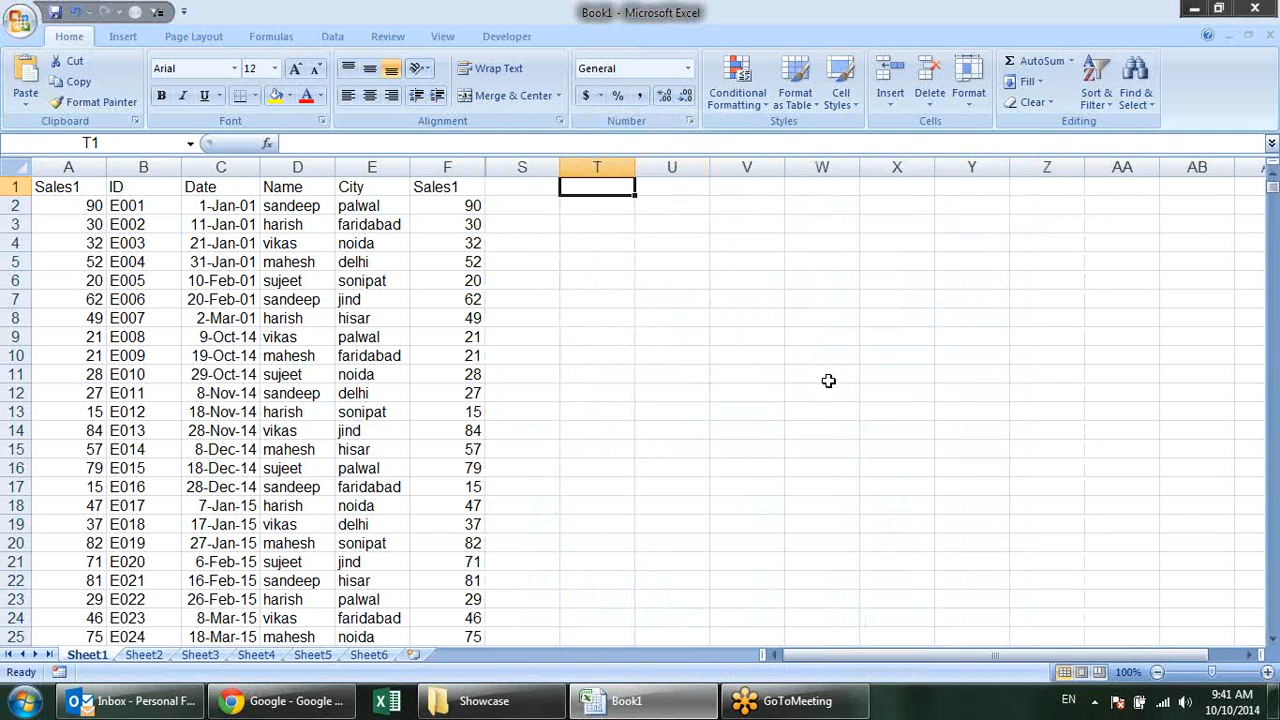 Book1 - Microsoft Excel
Home Insert Page Layout Formulas Data Review View Developer
Paste Cut Copy Format Painter
Arial 12
B I U A
Wrap Text
Merge & Center
General
$ % ,
Conditional Formatting Format as Table Cell Styles
Insert Delete Format
AutoSum Fill Clear
Sort & Filter Find & Select
Clipboard Font Alignment Number Styles Cells Editing
T1 fx
A B C D E F S T U V W X Y Z AA AB
1 Sales1 ID Date Name City Sales1
2 90 E001 1-Jan-01 sandeep palwal 90
3 30 E002 11-Jan-01 harish faridabad 30
4 32 E003 21-Jan-01 vikas noida 32
5 52 E004 31-Jan-01 mahesh delhi 52
6 20 E005 10-Feb-01 sujeet sonipat 20
7 62 E006 20-Feb-01 sandeep jind 62
8 49 E007 2-Mar-01 harish hisar 49
9 21 E008 9-Oct-14 vikas palwal 21
10 21 E009 19-Oct-14 mahesh faridabad 21
11 28 E010 29-Oct-14 sujeet noida 28
12 27 E011 8-Nov-14 sandeep delhi 27
13 15 E012 18-Nov-14 harish sonipat 15
14 84 E013 28-Nov-14 vikas jind 84
15 57 E014 8-Dec-14 mahesh hisar 57
16 79 E015 18-Dec-14 sujeet palwal 79
17 15 E016 28-Dec-14 sandeep faridabad 15
18 47 E017 7-Jan-15 harish noida 47
19 37 E018 17-Jan-15 vikas delhi 37
20 82 E019 27-Jan-15 mahesh sonipat 82
21 71 E020 6-Feb-15 sujeet jind 71
22 81 E021 16-Feb-15 sandeep hisar 81
23 29 E022 26-Feb-15 harish palwal 29
24 46 E023 8-Mar-15 vikas faridabad 46
25 75 E024 18-Mar-15 mahesh noida 75
Sheet1 Sheet2 Sheet3 Sheet4 Sheet5 Sheet6
Ready 100%
Inbox - Personal F... Google - Google ... Showcase Book1 GoToMeeting EN 9:41 AM
10/10/2014